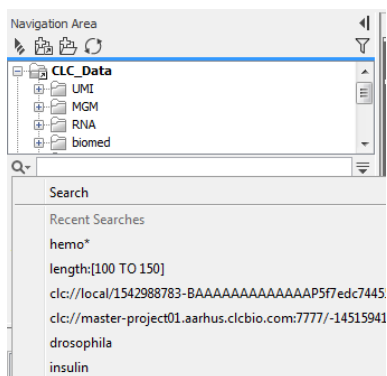 Navigation Area
CLC_Data
UMI
MGM
RNA
biomed
Search
Recent Searches
hemo*
length:[100 TO 150]
clc://local/1542988783-BAAAAAAAAAAAAAP5f7edc7445
clc://master-project01.aarhus.clcbio.com:7777/-14515941
drosophila
insulin